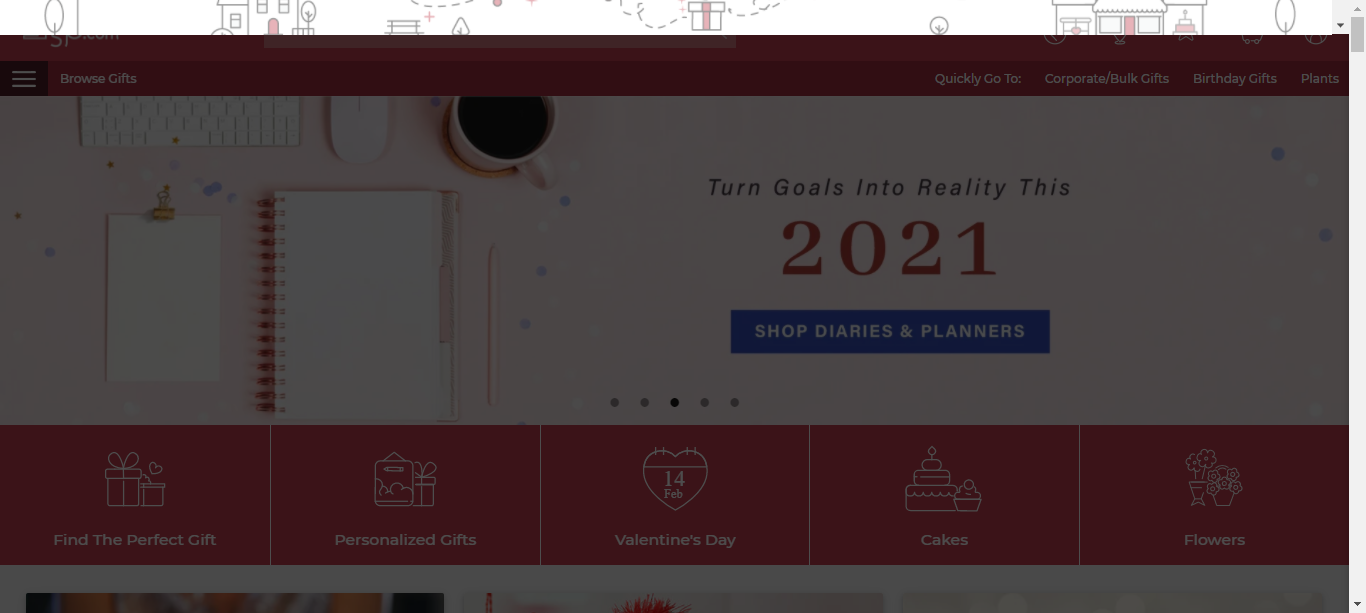 Browse Gifts
Quickly Go To: Corporate/Bulk Gifts Birthday Gifts Plants
Turn Goals Into Reality This
2021
SHOP DIARIES & PLANNERS
14
Feb
Find The Perfect Gift
Personalized Gifts
Valentine's Day
Cakes
Flowers